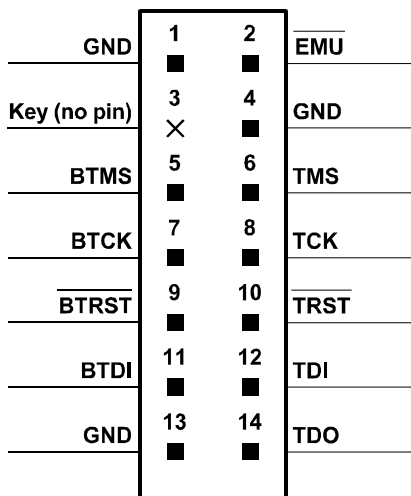 GND 1 2 EMU
Key (no pin) 3 4 GND
BTMS 5 6 TMS
BTCK 7 8 TCK
BTRST 9 10 TRST
BTDI 11 12 TDI
GND 13 14 TDO